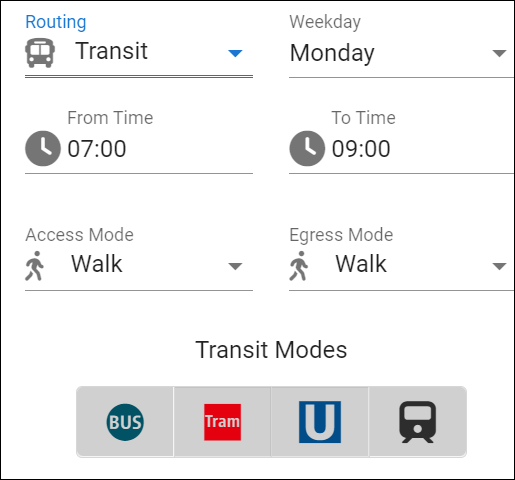 Routing
Weekday
Transit
Monday
From Time
To Time
07:00
09:00
Access Mode
Egress Mode
Walk
Walk
Transit Modes
BUS
Tram
U